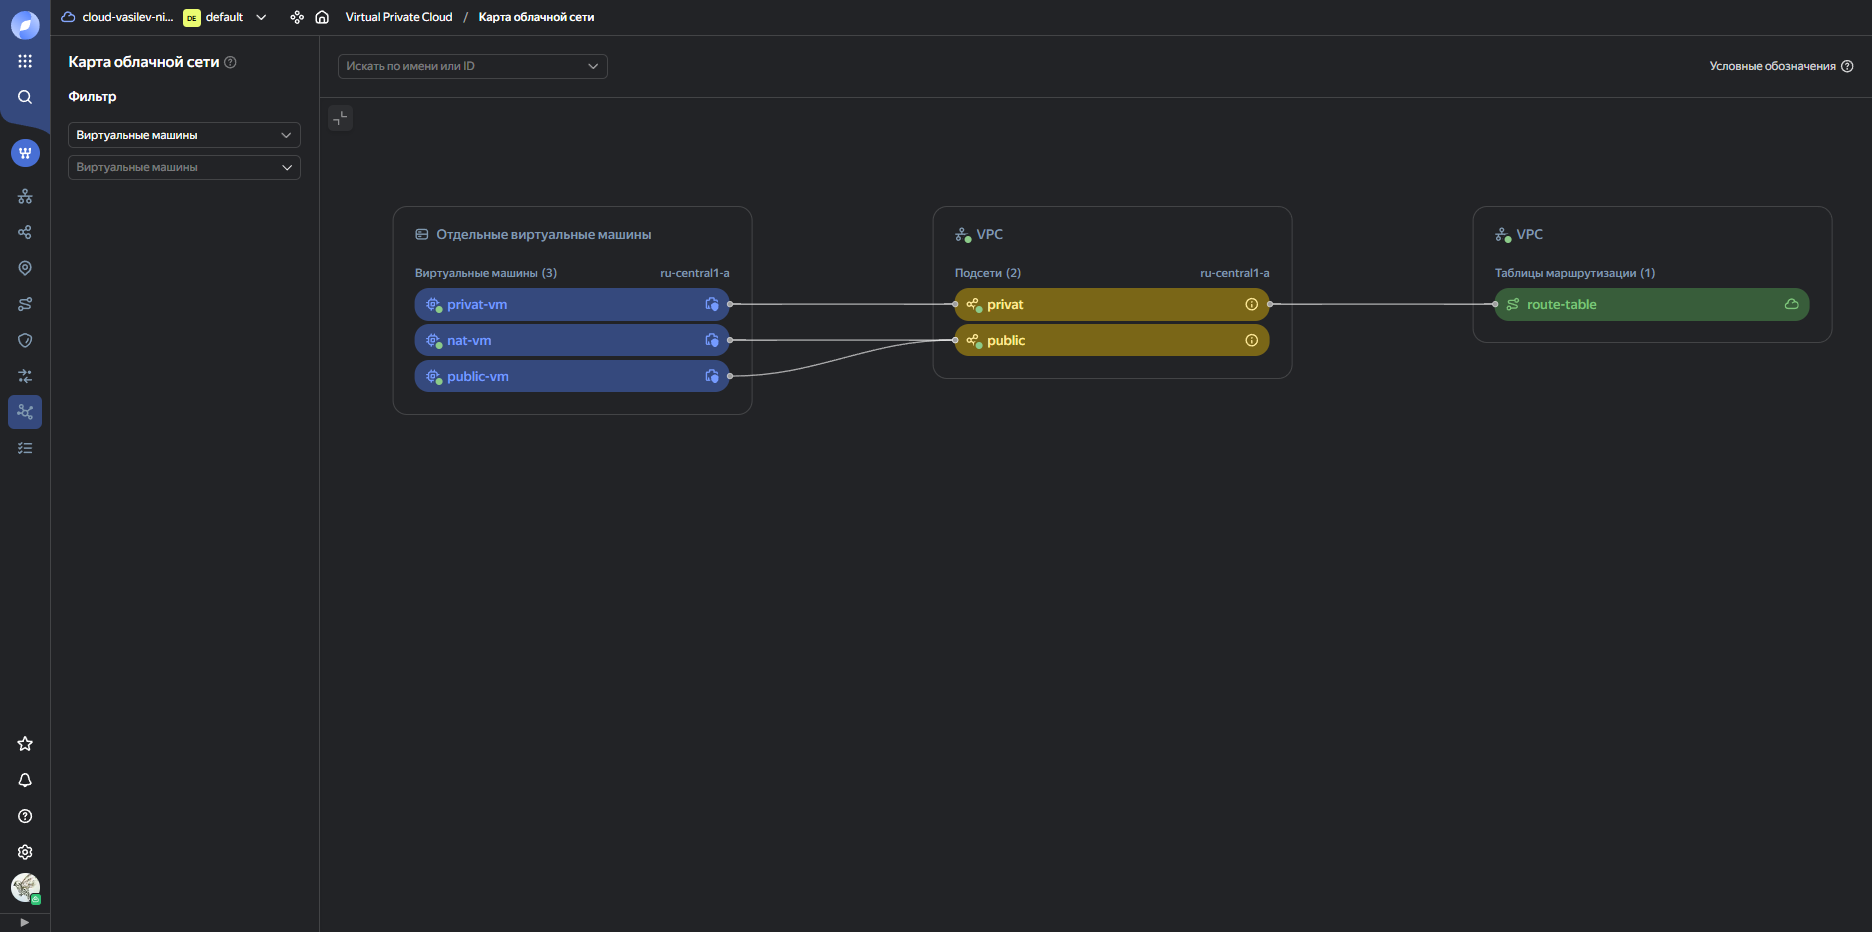 cloud-vasilev-ni... DE default Virtual Private Cloud / Карта облачной сети
Карта облачной сети
Фильтр
Виртуальные машины
Виртуальные машины
Искать по имени или ID
Условные обозначения
Отдельные виртуальные машины
Виртуальные машины (3) ru-central1-a
privat-vm
nat-vm
public-vm
VPC
Подсети (2) ru-central1-a
privat
public
VPC
Таблицы маршрутизации (1)
route-table